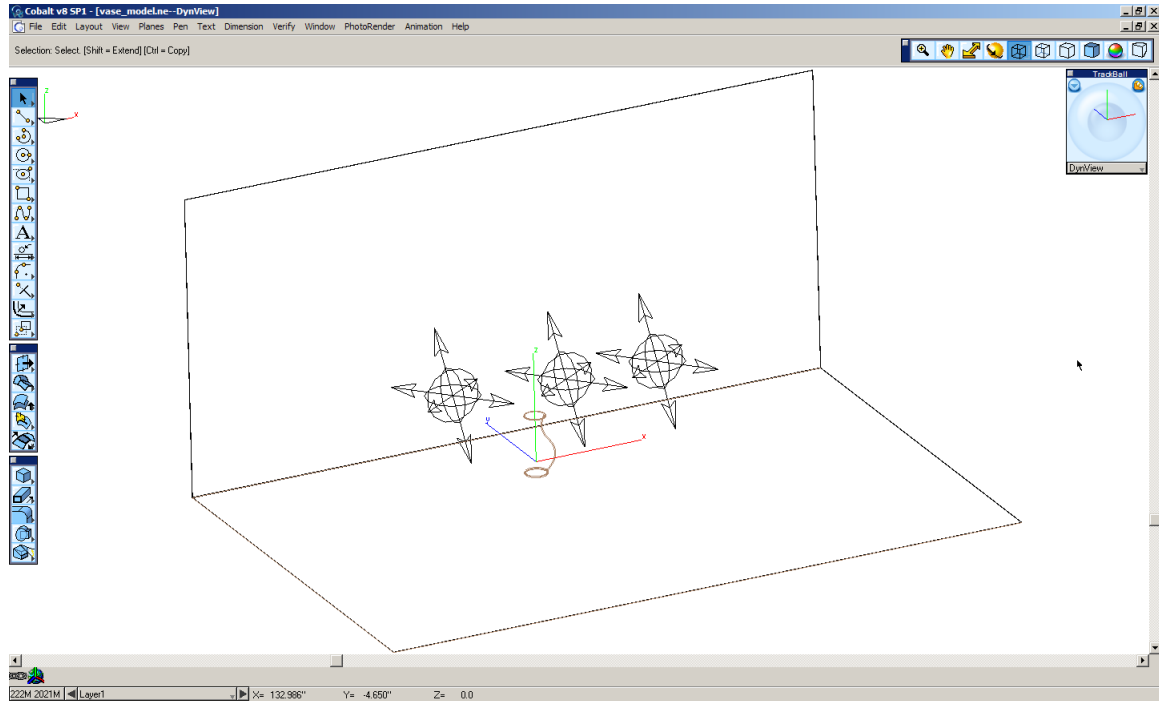 Cobalt v8 SP1 - [vase_model.ne--DynView]
File Edit Layout View Planes Pen Text Dimension Verify Window PhotoRender Animation Help
Selection: Select. [Shift = Extend] [Ctrl = Copy]
TrackBall
z
x
A
DynView
z
y
x
222M 2021M Layer1 X= 132.986" Y= -4.650" Z= 0.0